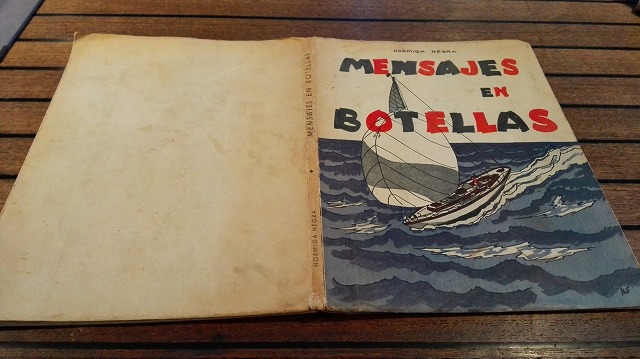 HORMIGA NEGRA
MENSAJES
EN
BOTELLAS
MENSAJES EN BOTELLAS
HORMIGA NEGRA